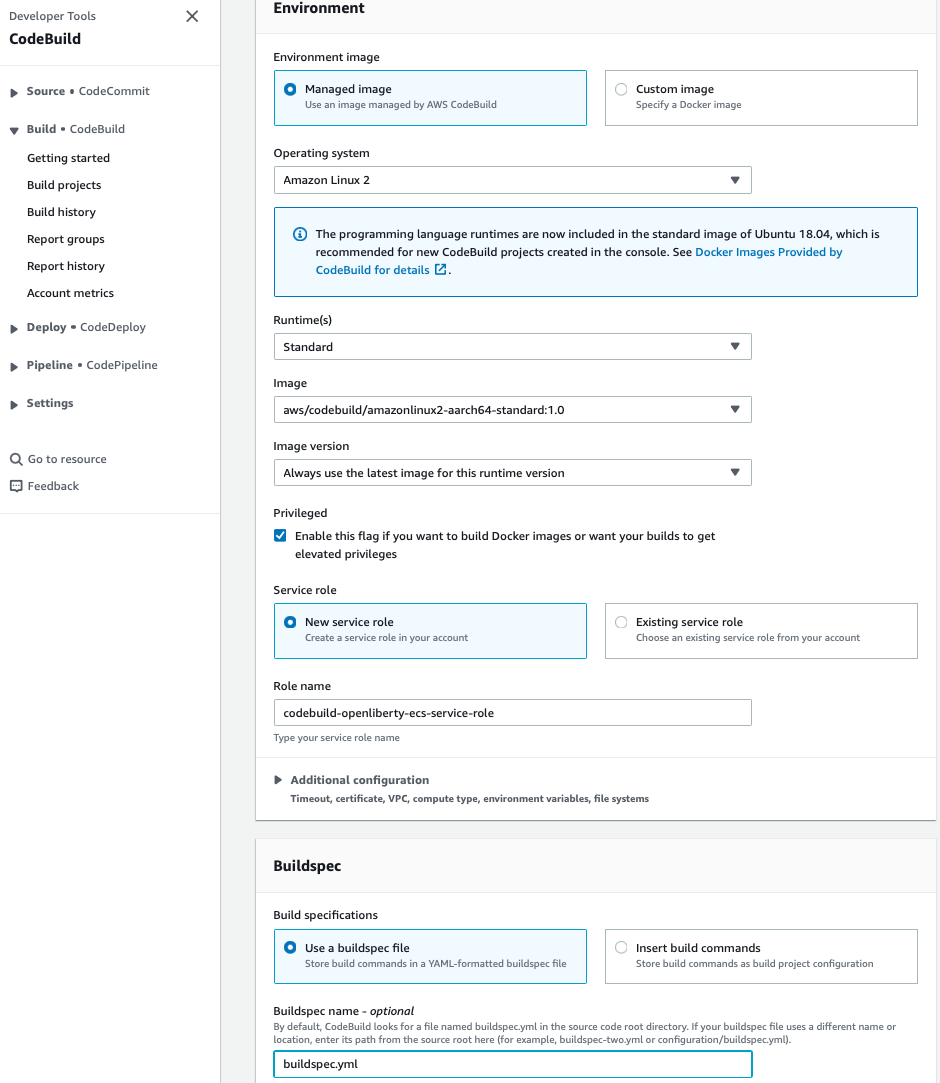 Developer Tools
CodeBuild
Source • CodeCommit
Build • CodeBuild
Getting started
Build projects
Build history
Report groups
Report history
Account metrics
Deploy • CodeDeploy
Pipeline • CodePipeline
Settings
Go to resource
Feedback
Environment
Environment image
Managed image
Use an image managed by AWS CodeBuild
Custom image
Specify a Docker image
Operating system
Amazon Linux 2
The programming language runtimes are now included in the standard image of Ubuntu 18.04, which is
recommended for new CodeBuild projects created in the console. See Docker Images Provided by
CodeBuild for details .
Runtime(s)
Standard
Image
aws/codebuild/amazonlinux2-aarch64-standard:1.0
Image version
Always use the latest image for this runtime version
Privileged
Enable this flag if you want to build Docker images or want your builds to get
elevated privileges
Service role
New service role
Create a service role in your account
Existing service role
Choose an existing service role from your account
Role name
codebuild-openliberty-ecs-service-role
Type your service role name
Additional configuration
Timeout, certificate, VPC, compute type, environment variables, file systems
Buildspec
Build specifications
Use a buildspec file
Store build commands in a YAML-formatted buildspec file
Insert build commands
Store build commands as build project configuration
Buildspec name - optional
By default, CodeBuild looks for a file named buildspec.yml in the source code root directory. If your buildspec file uses a different name or
location, enter its path from the source root here (for example, buildspec-two.yml or configuration/buildspec.yml).
buildspec.yml